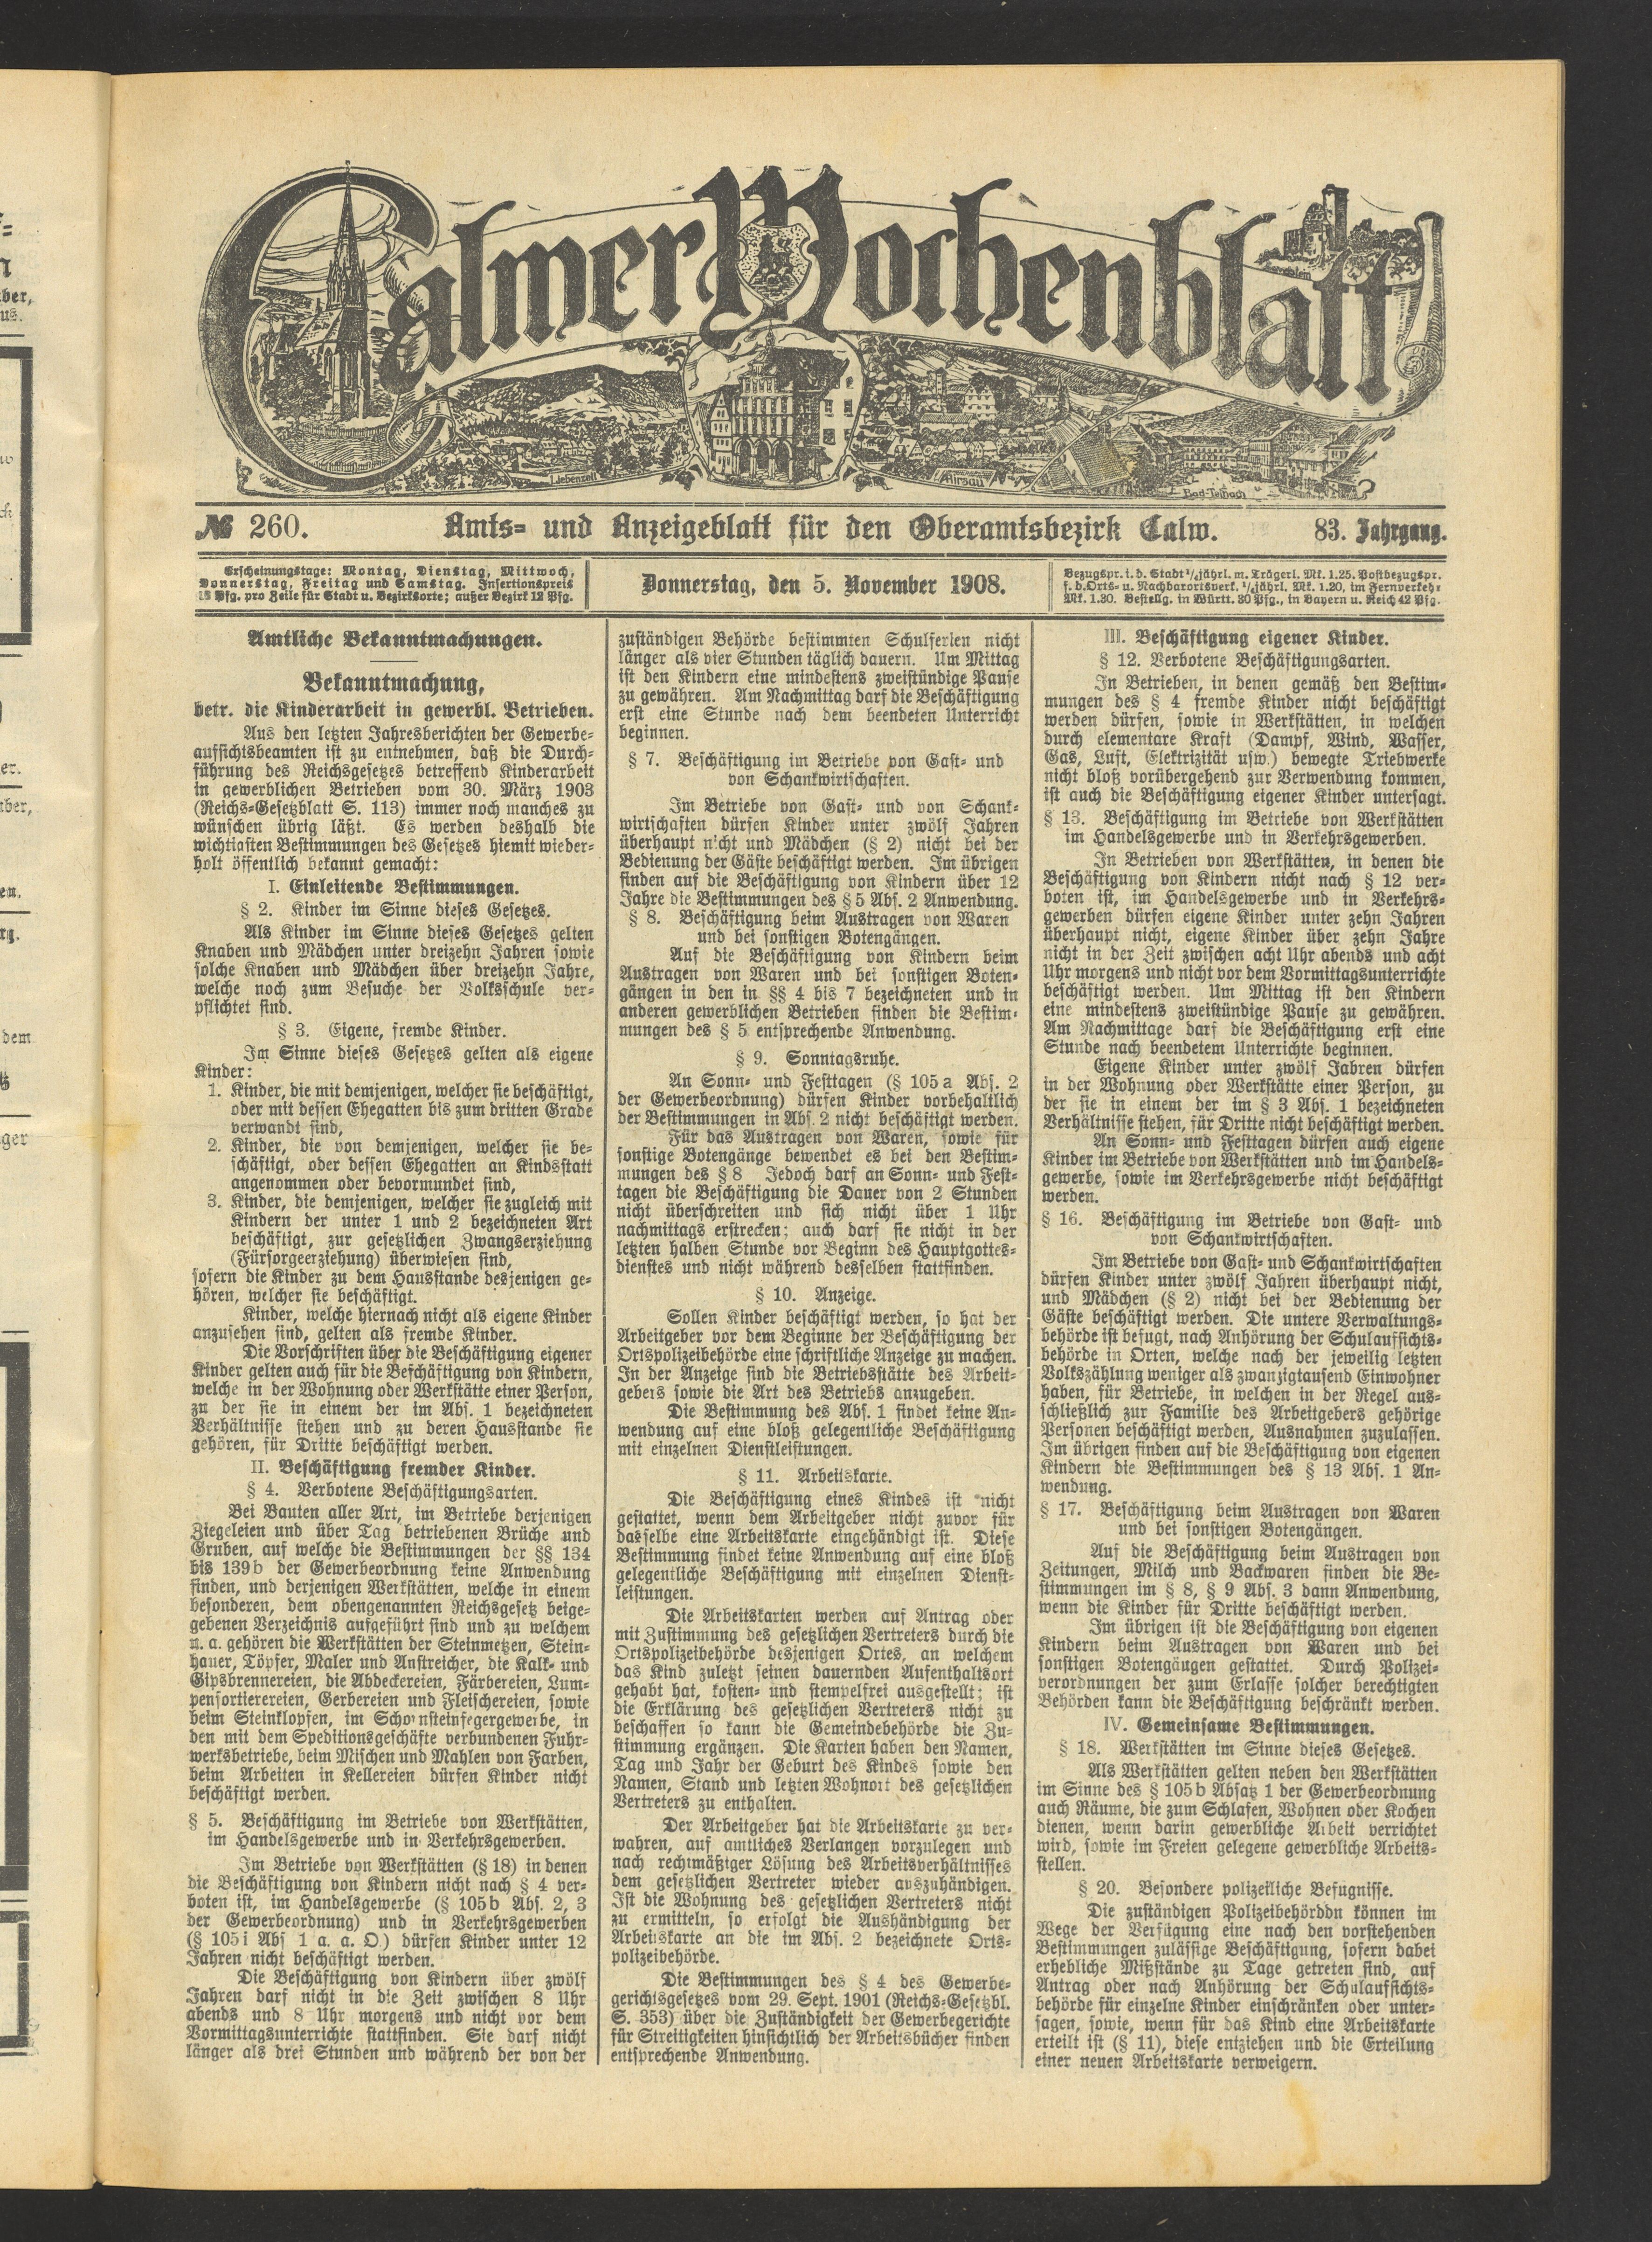 Calwer Wochenblatt
Liebenzell
Hirsau
Bad-Teinach
№ 260.
Amts- und Anzeigeblatt für den Oberamtsbezirk Calw.
83. Jahrgang.
Erscheinungstage: Montag, Dienstag, Mittwoch,
Donnerstag, Freitag und Samstag. Insertionspreis
Pfg. pro Zeile für Stadt u. Bezirksorte; außer Bezirk 12 Pfg.
Donnerstag, den 5. November 1908.
Bezugspr. i. d. Stadt ¼jährl. m. Trägerl. Mk. 1.25. Postbezugspr.
f. d. Orts- u. Nachbarortsverk. ¼jährl. Mk. 1.20, im Fernverkehr
Mk. 1.30. Bestellg. in Württ. 30 Pfg., in Bayern u. Reich 42 Pfg.
Amtliche Bekanntmachungen.
Bekanntmachung,
betr. die Kinderarbeit in gewerbl. Betrieben.
Aus den letzten Jahresberichten der Gewerbe-
aufsichtsbeamten ist zu entnehmen, daß die Durch-
führung des Reichsgesetzes betreffend Kinderarbeit
in gewerblichen Betrieben vom 30. März 1903
(Reichs-Gesetzblatt S. 113) immer noch manches zu
wünschen übrig läßt. Es werden deshalb die
wichtigsten Bestimmungen des Gesetzes hiemit wieder-
holt öffentlich bekannt gemacht:
I. Einleitende Bestimmungen.
§ 2. Kinder im Sinne dieses Gesetzes.
Als Kinder im Sinne dieses Gesetzes gelten
Knaben und Mädchen unter dreizehn Jahren sowie
solche Knaben und Mädchen über dreizehn Jahre,
welche noch zum Besuche der Volksschule ver-
pflichtet sind.
§ 3. Eigene, fremde Kinder.
Im Sinne dieses Gesetzes gelten als eigene
Kinder:
1. Kinder, die mit demjenigen, welcher sie beschäftigt,
oder mit dessen Ehegatten bis zum dritten Grade
verwandt sind,
2. Kinder, die von demjenigen, welcher sie be-
schäftigt, oder dessen Ehegatten an Kindsstatt
angenommen oder bevormundet sind,
3. Kinder, die demjenigen, welcher sie zugleich mit
Kindern der unter 1 und 2 bezeichneten Art
beschäftigt, zur gesetzlichen Zwangserziehung
(Fürsorgeerziehung) überwiesen sind,
sofern die Kinder zu dem Hausstande desjenigen ge-
hören, welcher sie beschäftigt.
Kinder, welche hiernach nicht als eigene Kinder
anzusehen sind, gelten als fremde Kinder.
Die Vorschriften über die Beschäftigung eigener
Kinder gelten auch für die Beschäftigung von Kindern,
welche in der Wohnung oder Werkstätte einer Person,
zu der sie in einem der im Abs. 1 bezeichneten
Verhältnisse stehen und zu deren Hausstande sie
gehören, für Dritte beschäftigt werden.
II. Beschäftigung fremder Kinder.
§ 4. Verbotene Beschäftigungsarten.
Bei Bauten aller Art, im Betriebe derjenigen
Ziegeleien und über Tag betriebenen Brüche und
Gruben, auf welche die Bestimmungen der §§ 134
bis 139b der Gewerbeordnung keine Anwendung
finden, und derjenigen Werkstätten, welche in einem
besonderen, dem obengenannten Reichsgesetz beige-
gebenen Verzeichnis aufgeführt sind und zu welchem
u. a. gehören die Werkstätten der Steinmetzen, Stein-
hauer, Töpfer, Maler und Anstreicher, die Kalk- und
Gipsbrennereien, die Abdeckereien, Färbereien, Lum-
pensortierereien, Gerbereien und Fleischereien, sowie
beim Steinklopfen, im Schornsteinfegergewerbe, in
den mit dem Speditionsgeschäfte verbundenen Fuhr-
werksbetriebe, beim Mischen und Mahlen von Farben,
beim Arbeiten in Kellereien dürfen Kinder nicht
beschäftigt werden.
§ 5. Beschäftigung im Betriebe von Werkstätten,
im Handelsgewerbe und in Verkehrsgewerben.
Im Betriebe von Werkstätten (§ 18) in denen
die Beschäftigung von Kindern nicht nach § 4 ver-
boten ist, im Handelsgewerbe (§ 105b Abs. 2, 3
der Gewerbeordnung) und in Verkehrsgewerben
(§ 105i Abs 1 a. a. O.) dürfen Kinder unter 12
Jahren nicht beschäftigt werden.
Die Beschäftigung von Kindern über zwölf
Jahren darf nicht in die Zeit zwischen 8 Uhr
abends und 8 Uhr morgens und nicht vor dem
Vormittagsunterrichte stattfinden. Sie darf nicht
länger als drei Stunden und während der von der
zuständigen Behörde bestimmten Schulferien nicht
länger als vier Stunden täglich dauern. Um Mittag
ist den Kindern eine mindestens zweistündige Pause
zu gewähren. Am Nachmittag darf die Beschäftigung
erst eine Stunde nach dem beendeten Unterricht
beginnen.
§ 7. Beschäftigung im Betriebe von Gast- und
von Schankwirtschaften.
Im Betriebe von Gast- und von Schank-
wirtschaften dürfen Kinder unter zwölf Jahren
überhaupt nicht und Mädchen (§ 2) nicht bei der
Bedienung der Gäste beschäftigt werden. Im übrigen
finden auf die Beschäftigung von Kindern über 12
Jahre die Bestimmungen des § 5 Abs. 2 Anwendung.
§ 8. Beschäftigung beim Austragen von Waren
und bei sonstigen Botengängen.
Auf die Beschäftigung von Kindern beim
Austragen von Waren und bei sonstigen Boten-
gängen in den in §§ 4 bis 7 bezeichneten und in
anderen gewerblichen Betrieben finden die Bestim-
mungen des § 5 entsprechende Anwendung.
§ 9. Sonntagsruhe.
An Sonn- und Festtagen (§ 105a Abs. 2
der Gewerbeordnung) dürfen Kinder vorbehaltlich
der Bestimmungen in Abs. 2 nicht beschäftigt werden.
Für das Austragen von Waren, sowie für
sonstige Botengänge bewendet es bei den Bestim-
mungen des § 8 Jedoch darf an Sonn- und Fest-
tagen die Beschäftigung die Dauer von 2 Stunden
nicht überschreiten und sich nicht über 1 Uhr
nachmittags erstrecken; auch darf sie nicht in der
letzten halben Stunde vor Beginn des Hauptgottes-
dienstes und nicht während desselben stattfinden.
§ 10. Anzeige.
Sollen Kinder beschäftigt werden, so hat der
Arbeitgeber vor dem Beginne der Beschäftigung der
Ortspolizeibehörde eine schriftliche Anzeige zu machen.
In der Anzeige sind die Betriebsstätte des Arbeit-
gebers sowie die Art des Betriebs anzugeben.
Die Bestimmung des Abs. 1 findet keine An-
wendung auf eine bloß gelegentliche Beschäftigung
mit einzelnen Dienstleistungen.
§ 11. Arbeitskarte.
Die Beschäftigung eines Kindes ist nicht
gestattet, wenn dem Arbeitgeber nicht zuvor für
dasselbe eine Arbeitskarte eingehändigt ist. Diese
Bestimmung findet keine Anwendung auf eine bloß
gelegentliche Beschäftigung mit einzelnen Dienst-
leistungen.
Die Arbeitskarten werden auf Antrag oder
mit Zustimmung des gesetzlichen Vertreters durch die
Ortspolizeibehörde desjenigen Ortes, an welchem
das Kind zuletzt seinen dauernden Aufenthaltsort
gehabt hat, kosten- und stempelfrei ausgestellt; ist
die Erklärung des gesetzlichen Vertreters nicht zu
beschaffen so kann die Gemeindebehörde die Zu-
stimmung ergänzen. Die Karten haben den Namen,
Tag und Jahr der Geburt des Kindes sowie den
Namen, Stand und letzten Wohnort des gesetzlichen
Vertreters zu enthalten.
Der Arbeitgeber hat die Arbeitskarte zu ver-
wahren, auf amtliches Verlangen vorzulegen und
nach rechtmäßiger Lösung des Arbeitsverhältnisses
dem gesetzlichen Vertreter wieder auszuhändigen.
Ist die Wohnung des gesetzlichen Vertreters nicht
zu ermitteln, so erfolgt die Aushändigung der
Arbeitskarte an die im Abs. 2 bezeichnete Orts-
polizeibehörde.
Die Bestimmungen des § 4 des Gewerbe-
gerichtsgesetzes vom 29. Sept. 1901 (Reichs-Gesetzbl.
S. 353) über die Zuständigkeit der Gewerbegerichte
für Streitigkeiten hinsichtlich der Arbeitsbücher finden
entsprechende Anwendung.
III. Beschäftigung eigener Kinder.
§ 12. Verbotene Beschäftigungsarten.
In Betrieben, in denen gemäß den Bestim-
mungen des § 4 fremde Kinder nicht beschäftigt
werden dürfen, sowie in Werkstätten, in welchen
durch elementare Kraft (Dampf, Wind, Wasser,
Gas, Luft, Elektrizität usw.) bewegte Triebwerke
nicht bloß vorübergehend zur Verwendung kommen,
ist auch die Beschäftigung eigener Kinder untersagt.
§ 13. Beschäftigung im Betriebe von Werkstätten
im Handelsgewerbe und in Verkehrsgewerben.
In Betrieben von Werkstätten, in denen die
Beschäftigung von Kindern nicht nach § 12 ver-
boten ist, im Handelsgewerbe und in Verkehrs-
gewerben dürfen eigene Kinder unter zehn Jahren
überhaupt nicht, eigene Kinder über zehn Jahre
nicht in der Zeit zwischen acht Uhr abends und acht
Uhr morgens und nicht vor dem Vormittagsunterrichte
beschäftigt werden. Um Mittag ist den Kindern
eine mindestens zweistündige Pause zu gewähren.
Am Nachmittage darf die Beschäftigung erst eine
Stunde nach beendetem Unterrichte beginnen.
Eigene Kinder unter zwölf Jahren dürfen
in der Wohnung oder Werkstätte einer Person, zu
der sie in einem der im § 3 Abs. 1 bezeichneten
Verhältnisse stehen, für Dritte nicht beschäftigt werden.
An Sonn- und Festtagen dürfen auch eigene
Kinder im Betriebe von Werkstätten und im Handels-
gewerbe, sowie im Verkehrsgewerbe nicht beschäftigt
werden.
§ 16. Beschäftigung im Betriebe von Gast- und
von Schankwirtschaften.
Im Betriebe von Gast- und Schankwirtschaften
dürfen Kinder unter zwölf Jahren überhaupt nicht,
und Mädchen (§ 2) nicht bei der Bedienung der
Gäste beschäftigt werden. Die untere Verwaltungs-
behörde ist befugt, nach Anhörung der Schulaufsichts-
behörde in Orten, welche nach der jeweilig letzten
Volkszählung weniger als zwanzigtausend Einwohner
haben, für Betriebe, in welchen in der Regel aus-
schließlich zur Familie des Arbeitgebers gehörige
Personen beschäftigt werden, Ausnahmen zuzulassen.
Im übrigen finden auf die Beschäftigung von eigenen
Kindern die Bestimmungen des § 13 Abs. 1 An-
wendung.
§ 17. Beschäftigung beim Austragen von Waren
und bei sonstigen Botengängen.
Auf die Beschäftigung beim Austragen von
Zeitungen, Milch und Backwaren finden die Be-
stimmungen im § 8, § 9 Abs. 3 dann Anwendung,
wenn die Kinder für Dritte beschäftigt werden.
Im übrigen ist die Beschäftigung von eigenen
Kindern beim Austragen von Waren und bei
sonstigen Botengäugen gestattet. Durch Polizei-
verordnungen der zum Erlasse solcher berechtigten
Behörden kann die Beschäftigung beschränkt werden.
IV. Gemeinsame Bestimmungen.
§ 18. Werkstätten im Sinne dieses Gesetzes.
Als Werkstätten gelten neben den Werkstätten
im Sinne des § 105b Absatz 1 der Gewerbeordnung
auch Räume, die zum Schlafen, Wohnen oder Kochen
dienen, wenn darin gewerbliche Arbeit verrichtet
wird, sowie im Freien gelegene gewerbliche Arbeits-
stellen.
§ 20. Besondere polizeiliche Befugnisse.
Die zuständigen Polizeibehörddn können im
Wege der Verfügung eine nach den vorstehenden
Bestimmungen zulässige Beschäftigung, sofern dabei
erhebliche Mißstände zu Tage getreten sind, auf
Antrag oder nach Anhörung der Schulaufsichts-
behörde für einzelne Kinder einschränken oder unter-
sagen, sowie, wenn für das Kind eine Arbeitskarte
erteilt ist (§ 11), diese entziehen und die Erteilung
einer neuen Arbeitskarte verweigern.